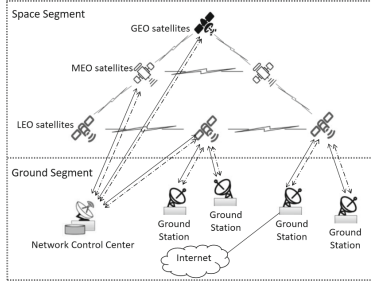 Space Segment
GEO satellites
MEO satellites
LEO satellites
Ground Segment
Network Control Center
Ground
Station
Ground
Station
Ground
Station
Ground
Station
Internet